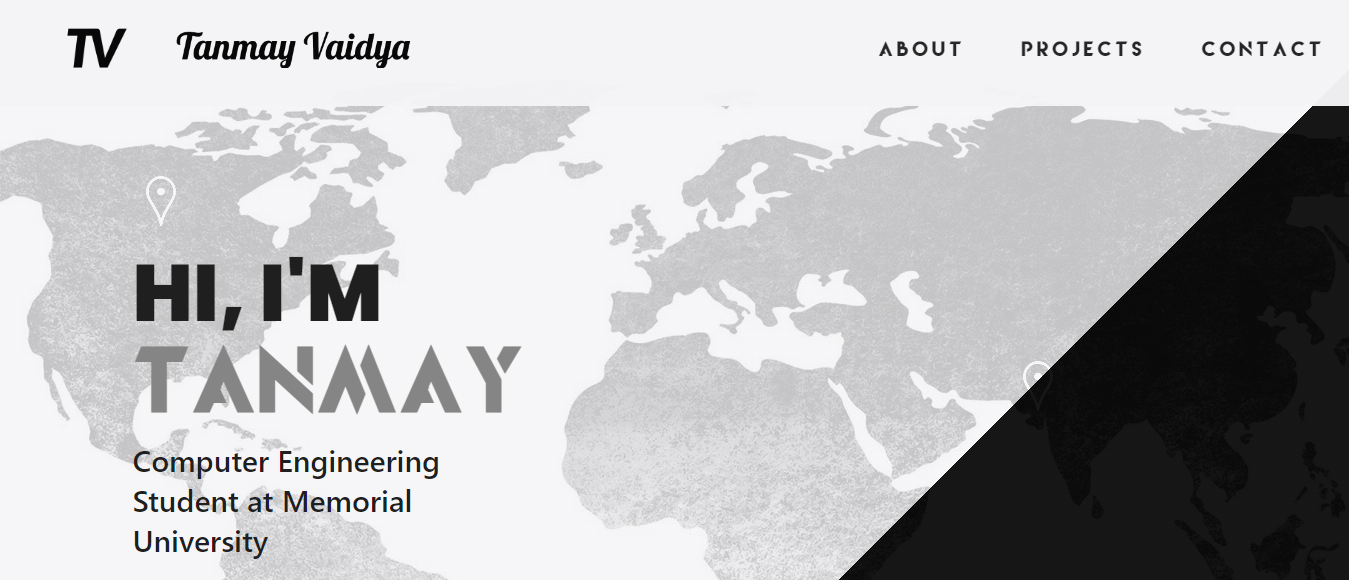 TV
Tanmay Vaidya
ABOUT
PROJECTS
CONTACT
HI, I'M
TANMAY
Computer Engineering
Student at Memorial
University